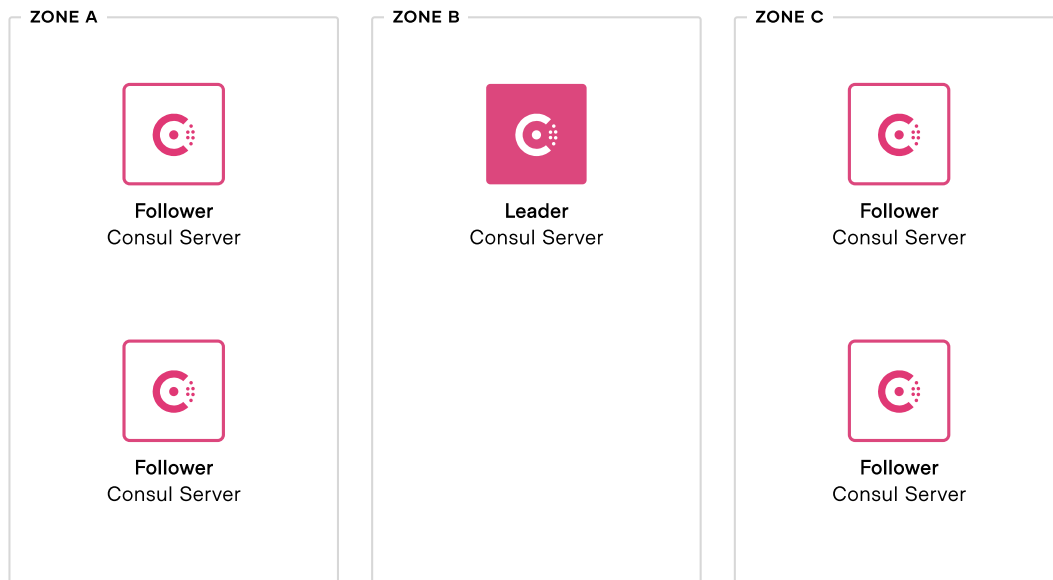 ZONE A
ZONE B
ZONE C
Follower
Consul Server
Leader
Consul Server
Follower
Consul Server
Follower
Consul Server
Follower
Consul Server